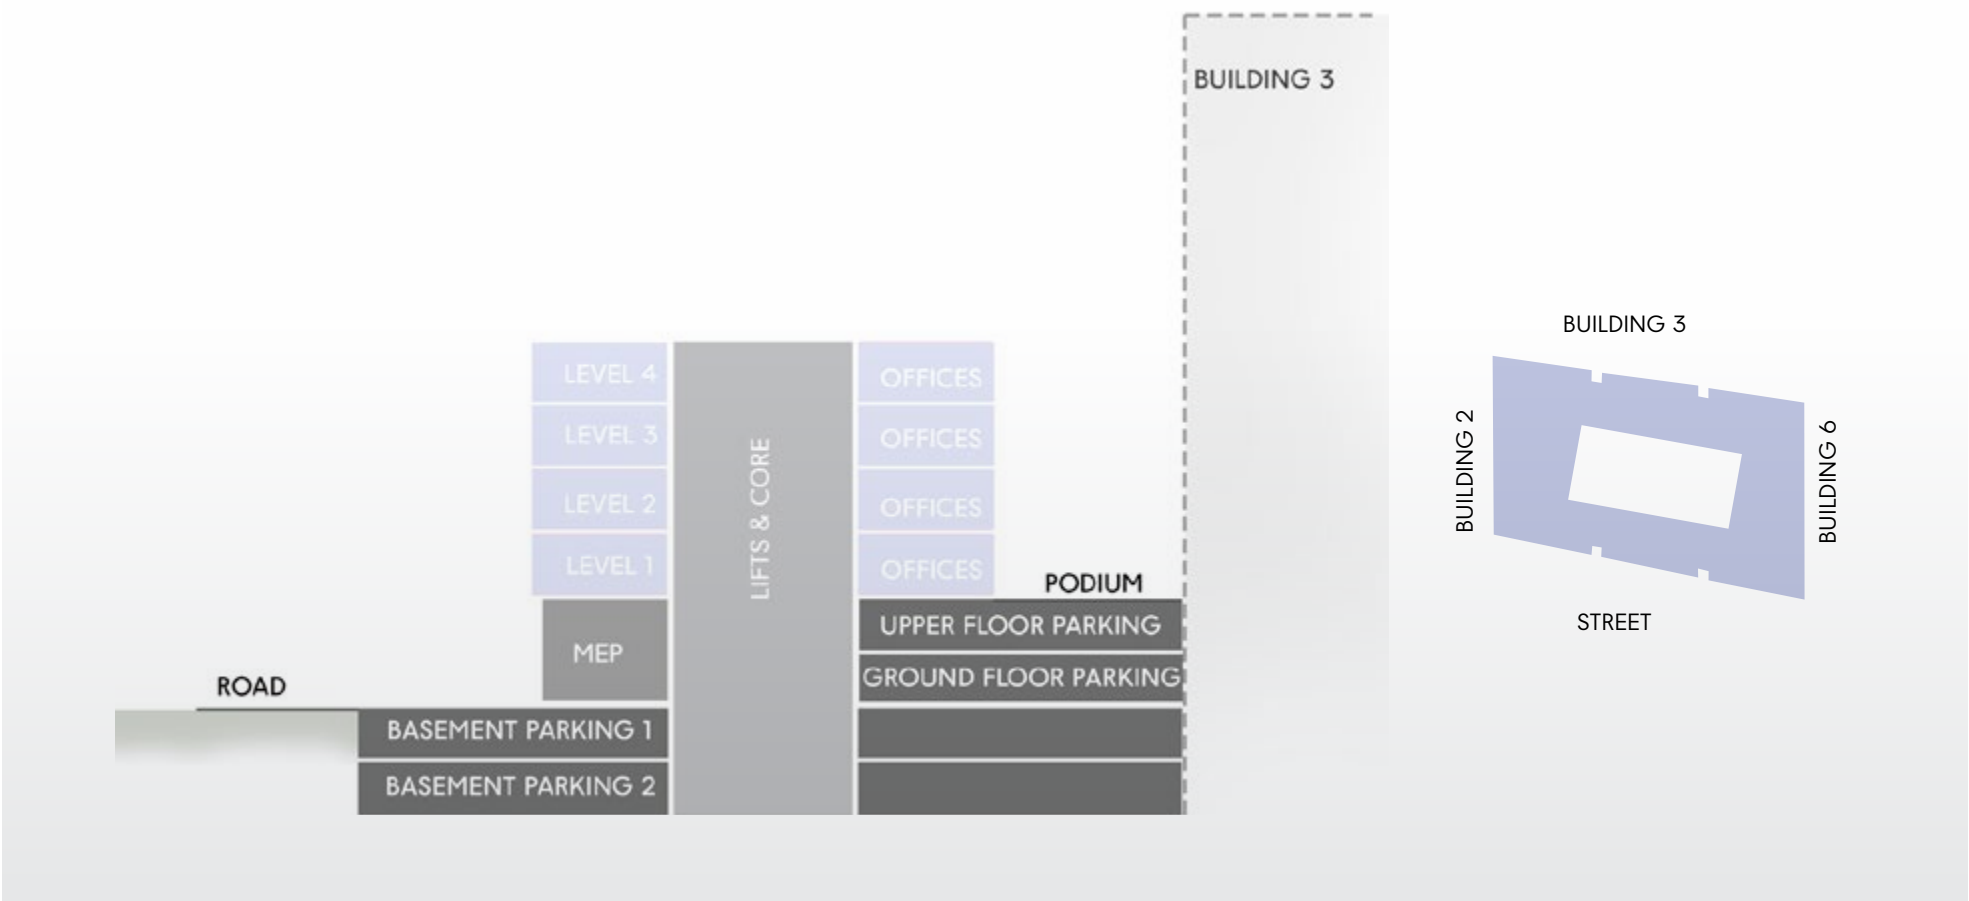 BUILDING 3
LEVEL 4
OFFICES
LEVEL 3
OFFICES
LEVEL 2
OFFICES
LEVEL 1
OFFICES
LIFTS & CORE
PODIUM
UPPER FLOOR PARKING
MEP
GROUND FLOOR PARKING
ROAD
BASEMENT PARKING 1
BASEMENT PARKING 2
BUILDING 3
BUILDING 2
BUILDING 6
STREET